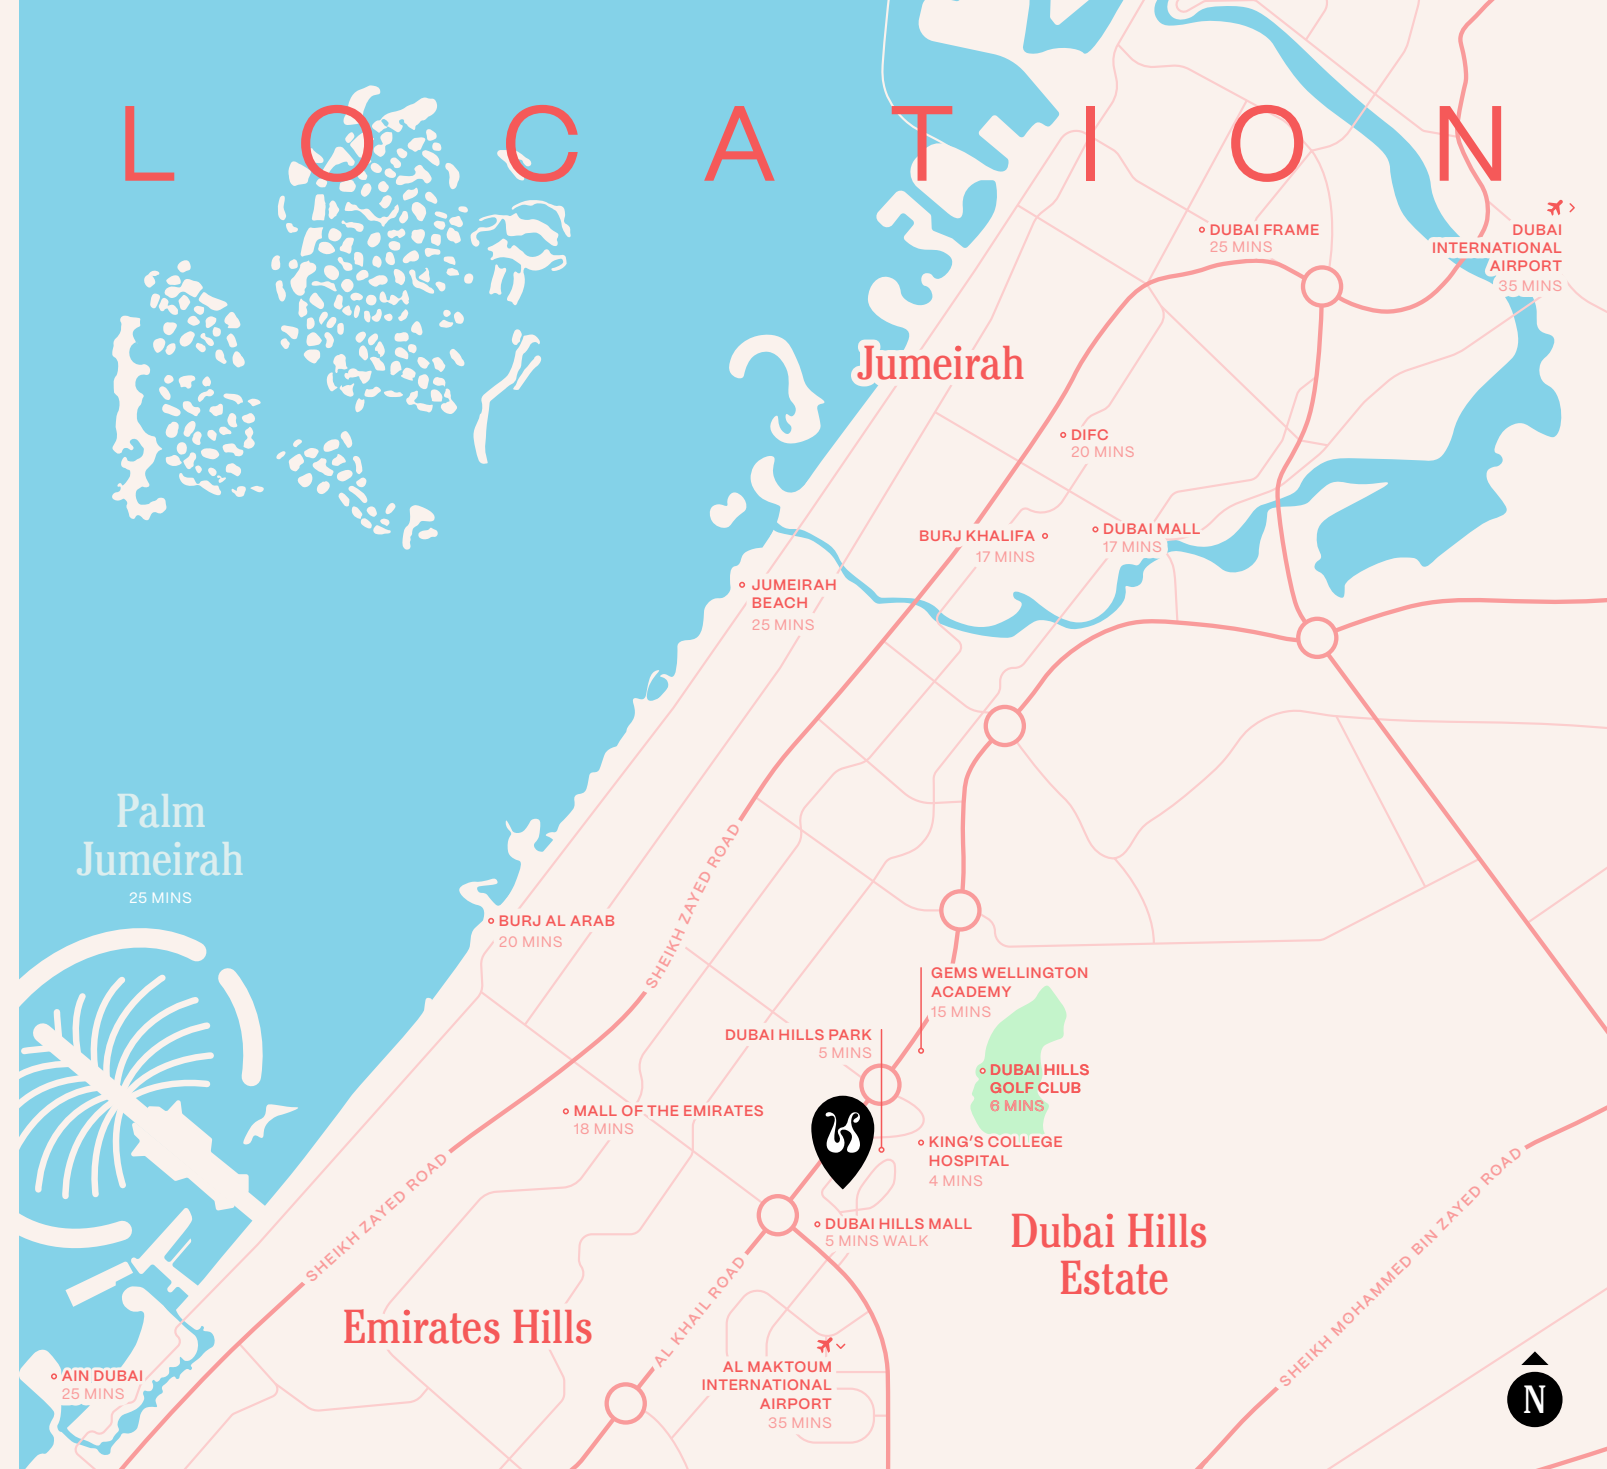 LOCATION
DUBAI FRAME
25 MINS
DUBAI
INTERNATIONAL
AIRPORT
35 MINS
Jumeirah
DIFC
20 MINS
BURJ KHALIFA
17 MINS
DUBAI MALL
17 MINS
JUMEIRAH
BEACH
25 MINS
Palm
Jumeirah
25 MINS
SHEIKH ZAYED ROAD
BURJ AL ARAB
20 MINS
GEMS WELLINGTON
ACADEMY
15 MINS
DUBAI HILLS PARK
5 MINS
DUBAI HILLS
GOLF CLUB
6 MINS
MALL OF THE EMIRATES
18 MINS
KING'S COLLEGE
HOSPITAL
4 MINS
SHEIKH ZAYED ROAD
DUBAI HILLS MALL
5 MINS WALK
Dubai Hills
Estate
SHEIKH MOHAMMED BIN ZAYED ROAD
Emirates Hills
AL KHAIL ROAD
AL MAKTOUM
INTERNATIONAL
AIRPORT
35 MINS
AIN DUBAI
25 MINS
N